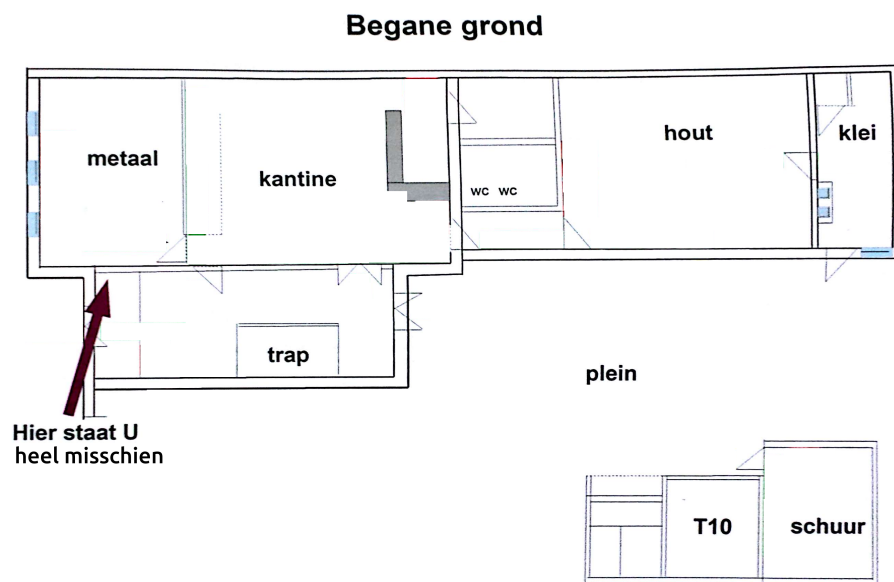 Begane grond
metaal
kantine
wc wc
hout
klei
trap
plein
Hier staat U
heel misschien
T10
schuur